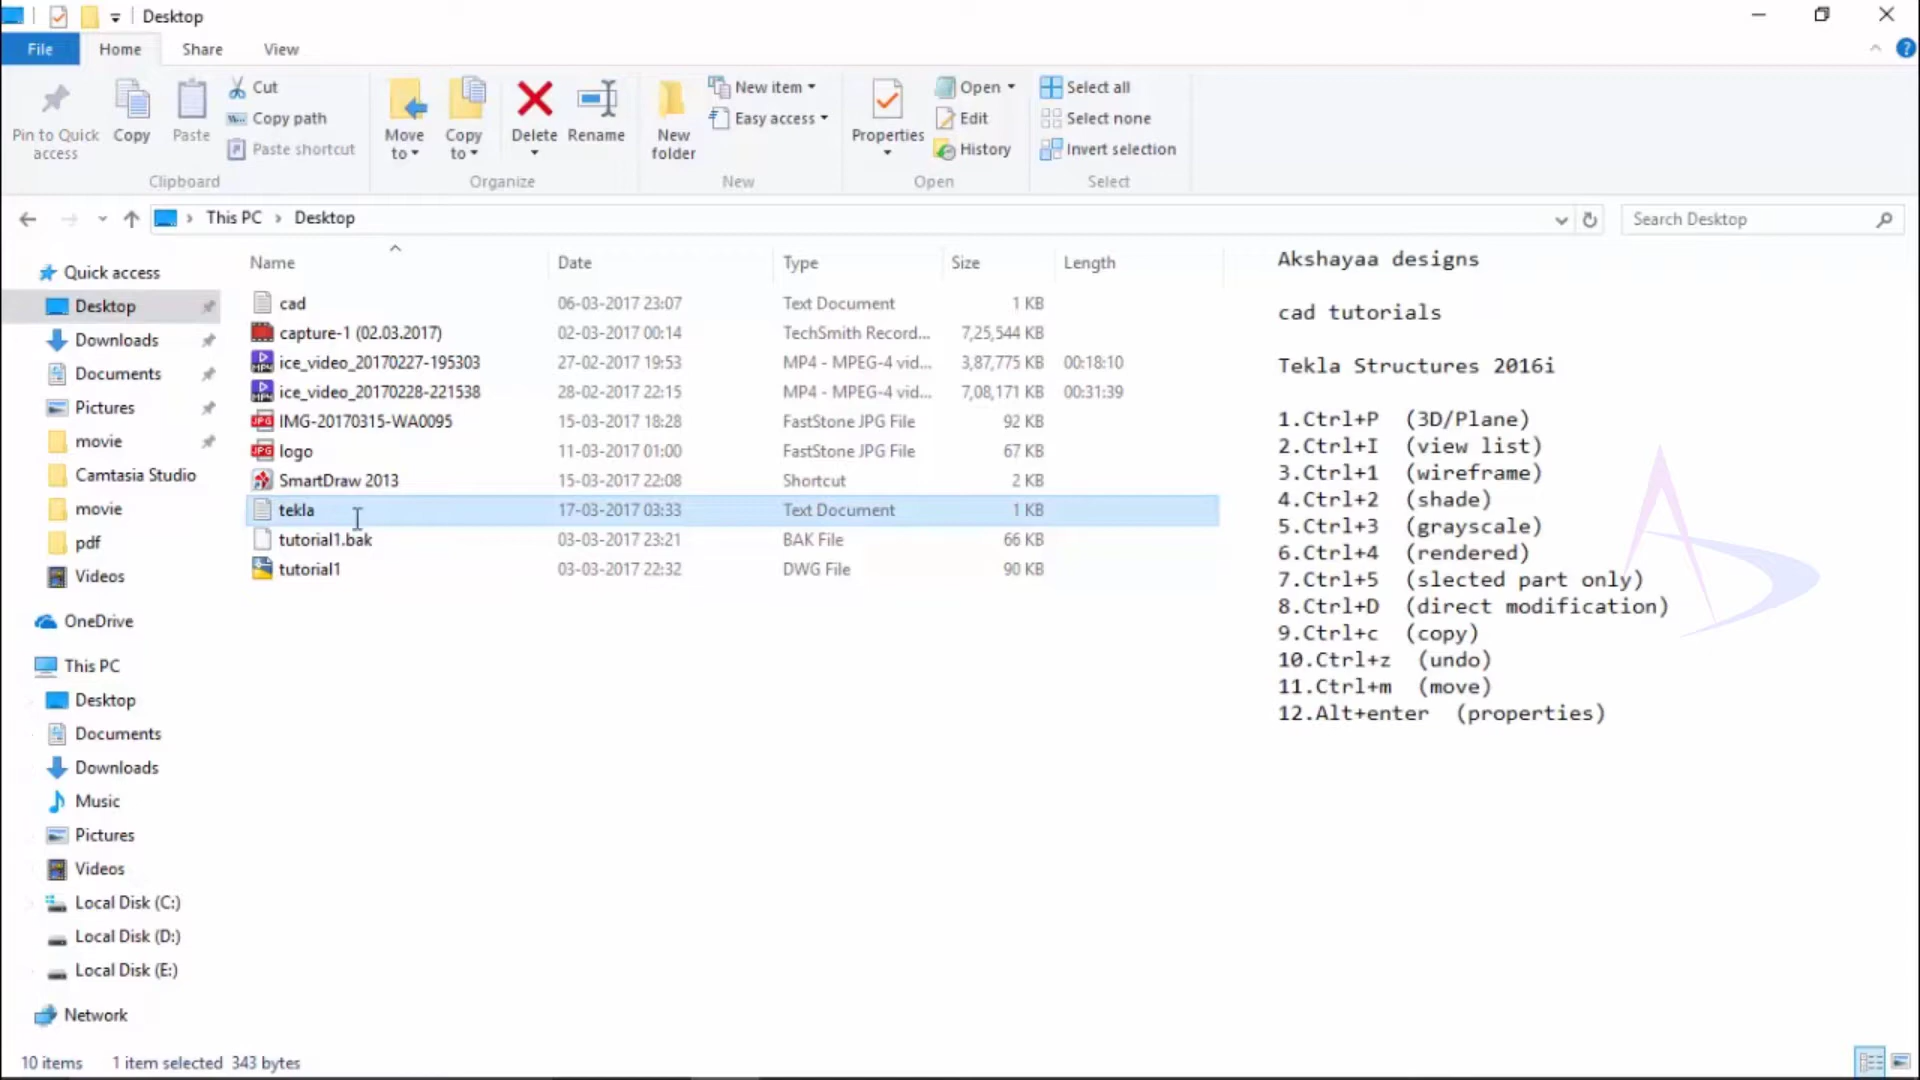 Desktop
File Home Share View
Pin to Quick access
Copy
Paste
Cut
Copy path
Paste shortcut
Clipboard
Move to
Copy to
Delete
Rename
Organize
New folder
New item
Easy access
New
Properties
Open
Edit
History
Open
Select all
Select none
Invert selection
Select
This PC > Desktop
Search Desktop
Quick access
Desktop
Downloads
Documents
Pictures
movie
Camtasia Studio
movie
pdf
Videos
OneDrive
This PC
Desktop
Documents
Downloads
Music
Pictures
Videos
Local Disk (C:)
Local Disk (D:)
Local Disk (E:)
Network
Name Date Type Size Length
cad 06-03-2017 23:07 Text Document 1 KB
capture-1 (02.03.2017) 02-03-2017 00:14 TechSmith Record... 7,25,544 KB
ice_video_20170227-195303 27-02-2017 19:53 MP4 - MPEG-4 vid... 3,87,775 KB 00:18:10
ice_video_20170228-221538 28-02-2017 22:15 MP4 - MPEG-4 vid... 7,08,171 KB 00:31:39
IMG-20170315-WA0095 15-03-2017 18:28 FastStone JPG File 92 KB
logo 11-03-2017 01:00 FastStone JPG File 67 KB
SmartDraw 2013 15-03-2017 22:08 Shortcut 2 KB
tekla 17-03-2017 03:33 Text Document 1 KB
tutorial1.bak 03-03-2017 23:21 BAK File 66 KB
tutorial1 03-03-2017 22:32 DWG File 90 KB
Akshayaa designs
cad tutorials
Tekla Structures 2016i
1.Ctrl+P (3D/Plane)
2.Ctrl+I (view list)
3.Ctrl+1 (wireframe)
4.Ctrl+2 (shade)
5.Ctrl+3 (grayscale)
6.Ctrl+4 (rendered)
7.Ctrl+5 (slected part only)
8.Ctrl+D (direct modification)
9.Ctrl+c (copy)
10.Ctrl+z (undo)
11.Ctrl+m (move)
12.Alt+enter (properties)
10 items 1 item selected 343 bytes